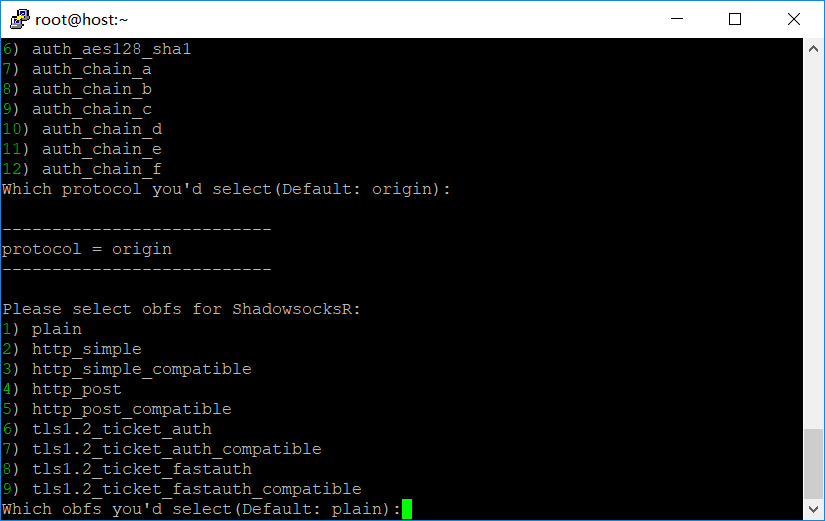 root@host:~
6) auth_aes128_sha1
7) auth_chain_a
8) auth_chain_b
9) auth_chain_c
10) auth_chain_d
11) auth_chain_e
12) auth_chain_f
Which protocol you'd select(Default: origin):
---------------------------
protocol = origin
---------------------------
Please select obfs for ShadowsocksR:
1) plain
2) http_simple
3) http_simple_compatible
4) http_post
5) http_post_compatible
6) tls1.2_ticket_auth
7) tls1.2_ticket_auth_compatible
8) tls1.2_ticket_fastauth
9) tls1.2_ticket_fastauth_compatible
Which obfs you'd select(Default: plain):